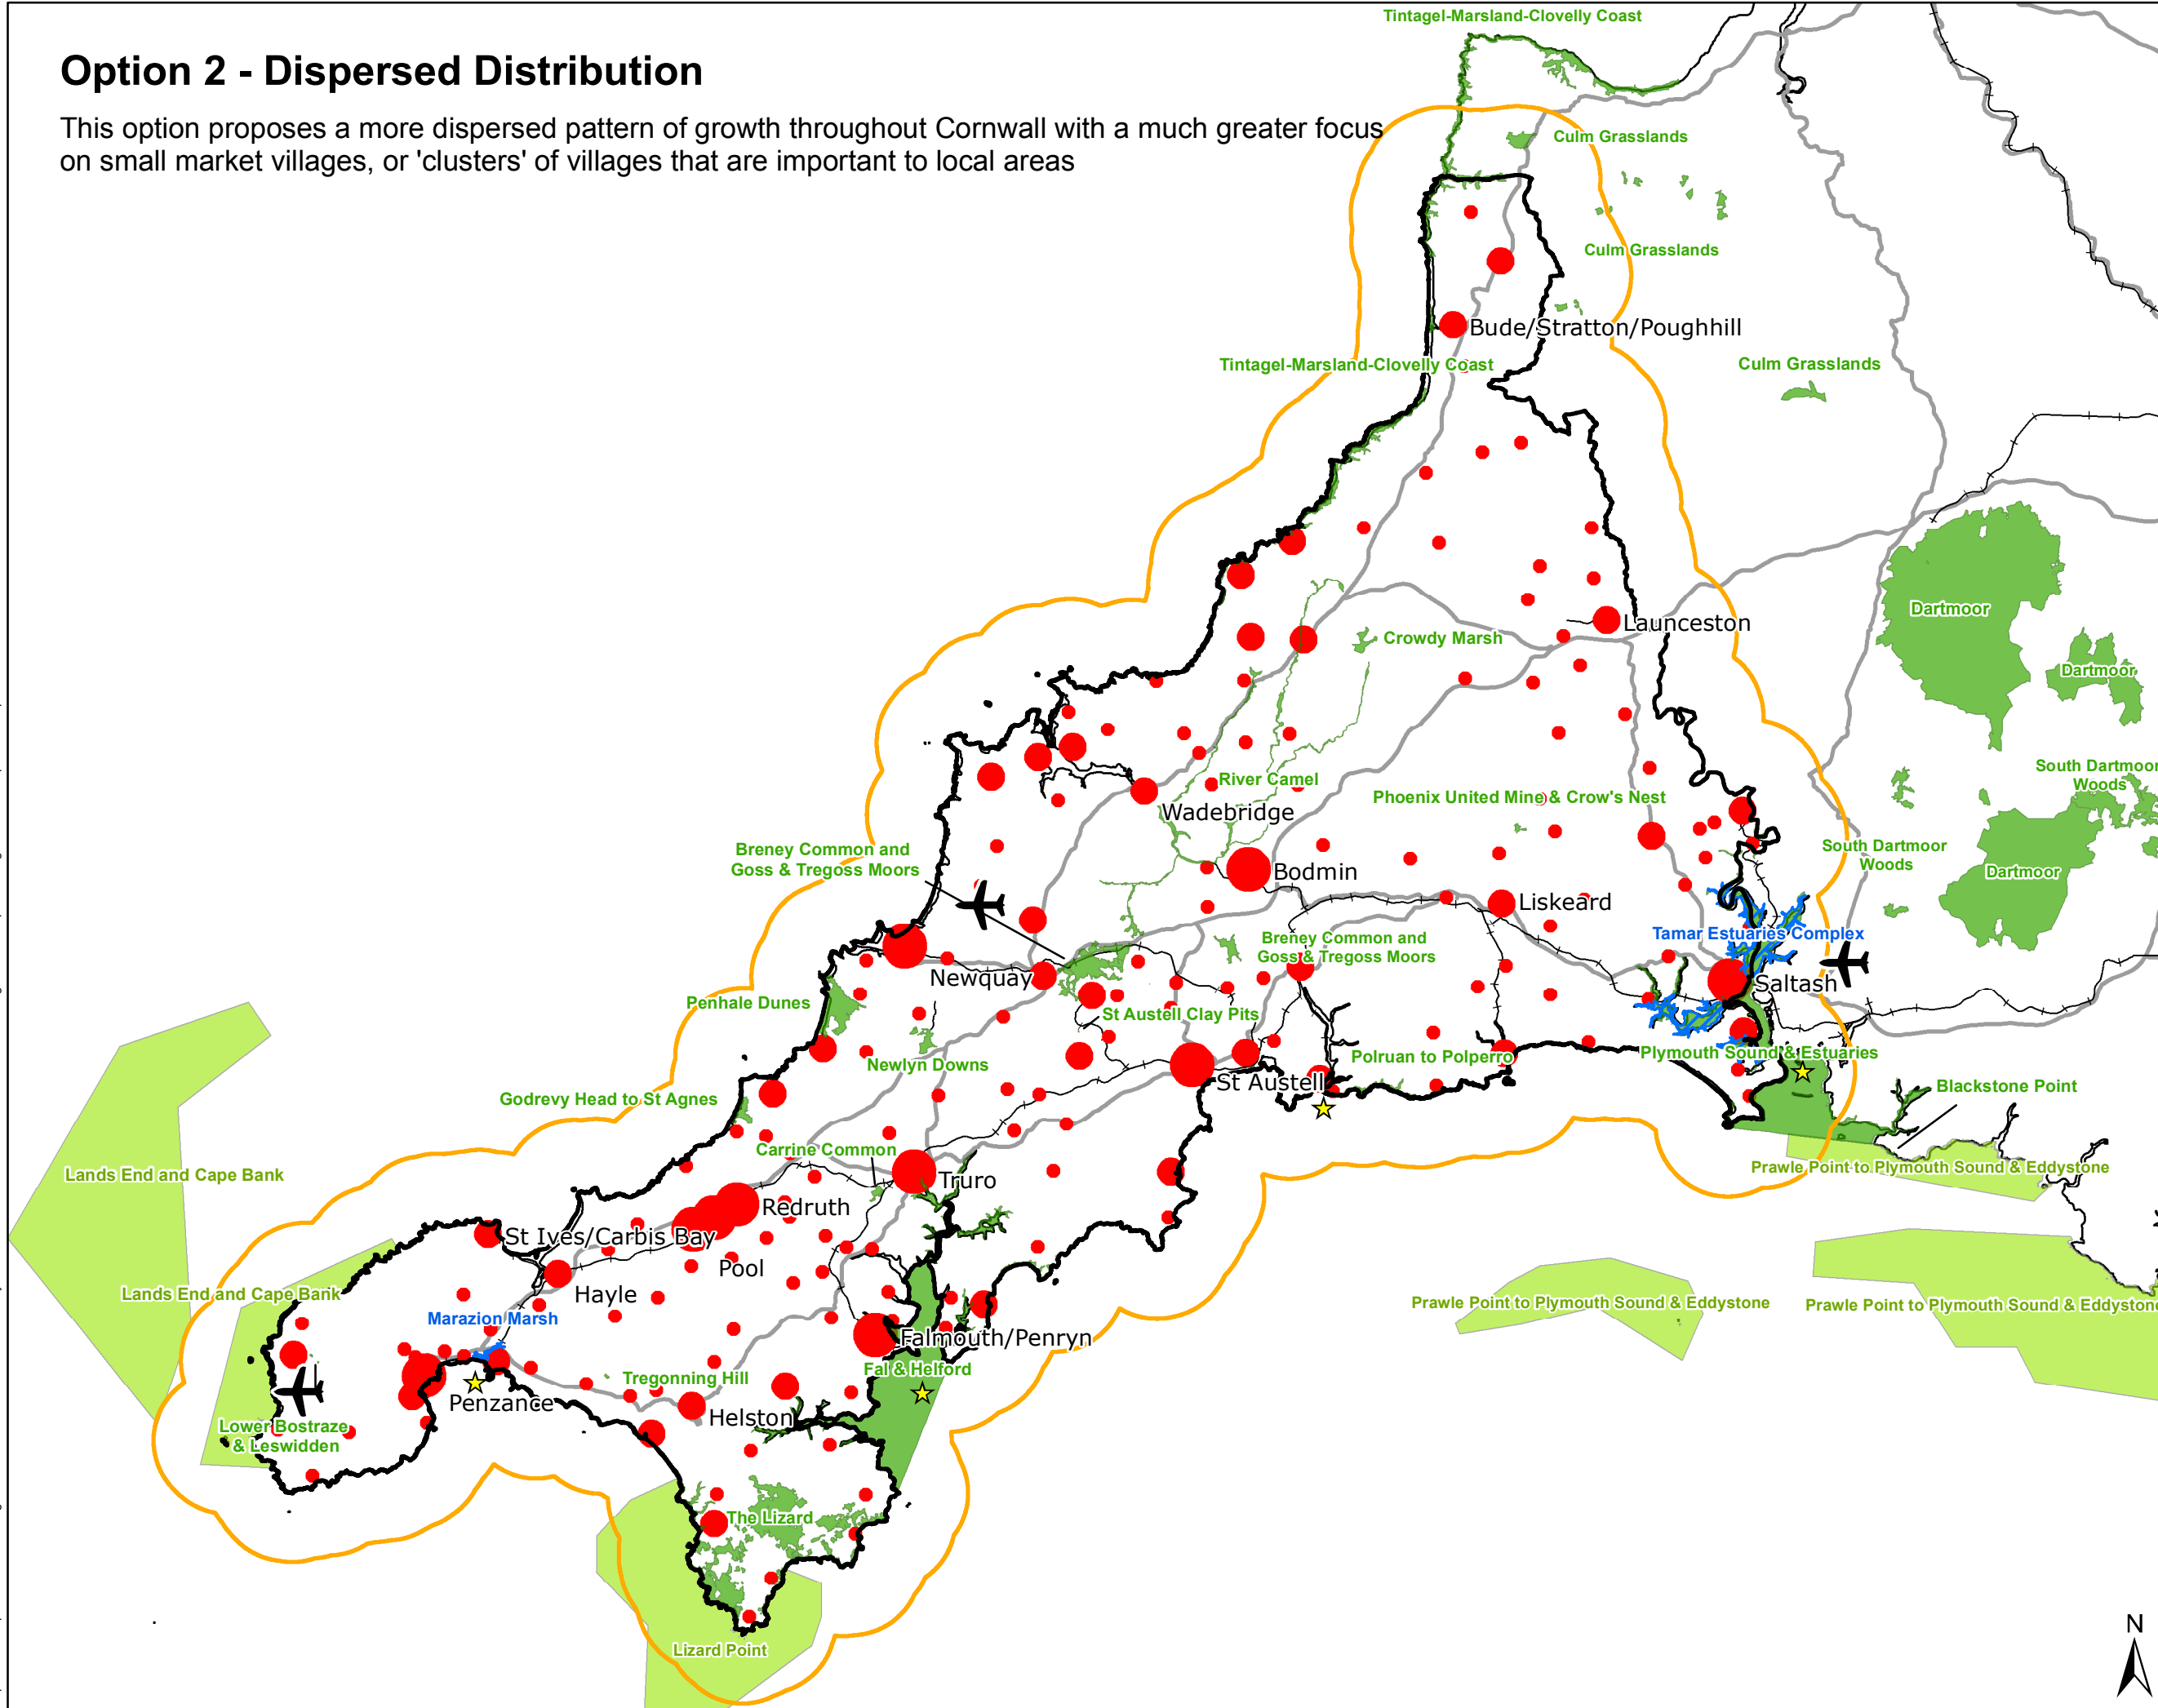 Tintagel-Marsland-Clovelly Coast
Option 2 - Dispersed Distribution
This option proposes a more dispersed pattern of growth throughout Cornwall with a much greater focus
on small market villages, or 'clusters' of villages that are important to local areas
Culm Grasslands
Culm Grasslands
Bude/Stratton/Poughhill
Tintagel-Marsland-Clovelly Coast
Culm Grasslands
Dartmoor
Launceston
Crowdy Marsh
Dartmoor
South Dartmoor
Woods
River Camel
Phoenix United Mine & Crow's Nest
Wadebridge
Breney Common and
Goss & Tregoss Moors
South Dartmoor
Woods
Dartmoor
Bodmin
Liskeard
Tamar Estuaries Complex
Breney Common and
Goss & Tregoss Moors
Newquay
Saltash
Penhale Dunes
St Austell Clay Pits
Newlyn Downs
Polruan to Polperro
Plymouth Sound & Estuaries
St Austell
Blackstone Point
Godrevy Head to St Agnes
Carrine Common
Prawle Point to Plymouth Sound & Eddystone
Lands End and Cape Bank
Truro
Redruth
St Ives/Carbis Bay
Pool
Hayle
Lands End and Cape Bank
Prawle Point to Plymouth Sound & Eddystone
Prawle Point to Plymouth Sound & Eddystone
Marazion Marsh
Falmouth/Penryn
Fal & Helford
Tregonning Hill
Penzance
Helston
Lower Bostraze
& Leswidden
The Lizard
Lizard Point
N